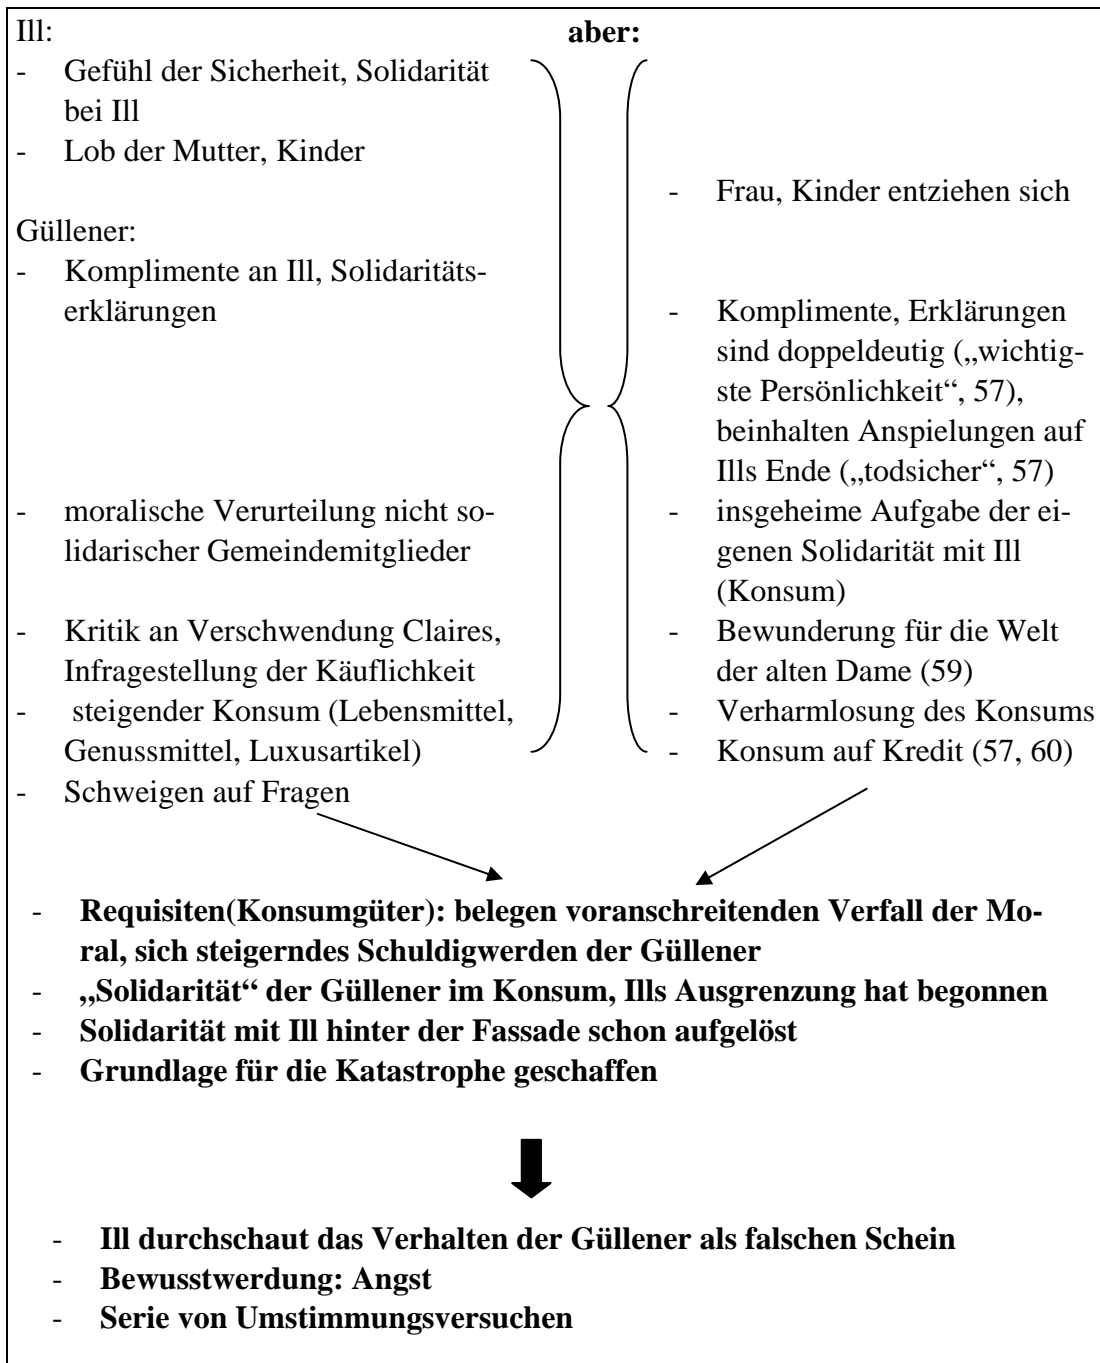 Ill:
aber:
- Gefühl der Sicherheit, Solidarität
bei Ill
- Lob der Mutter, Kinder
Güllener:
- Komplimente an Ill, Solidaritäts-
erklärungen
- moralische Verurteilung nicht so-
lidarischer Gemeindemitglieder
- Kritik an Verschwendung Claires,
Infragestellung der Käuflichkeit
- steigender Konsum (Lebensmittel,
Genussmittel, Luxusartikel)
- Schweigen auf Fragen
- Frau, Kinder entziehen sich
- Komplimente, Erklärungen
sind doppeldeutig („wichtig-
ste Persönlichkeit“, 57),
beinhalten Anspielungen auf
Ills Ende („todsicher“, 57)
- insgeheime Aufgabe der ei-
genen Solidarität mit Ill
(Konsum)
- Bewunderung für die Welt
der alten Dame (59)
- Verharmlosung des Konsums
- Konsum auf Kredit (57, 60)
- Requisiten(Konsumgüter): belegen voranschreitenden Verfall der Mo-
ral, sich steigerndes Schuldigwerden der Güllener
- „Solidarität“ der Güllener im Konsum, Ills Ausgrenzung hat begonnen
- Solidarität mit Ill hinter der Fassade schon aufgelöst
- Grundlage für die Katastrophe geschaffen
- Ill durchschaut das Verhalten der Güllener als falschen Schein
- Bewusstwerdung: Angst
- Serie von Umstimmungsversuchen